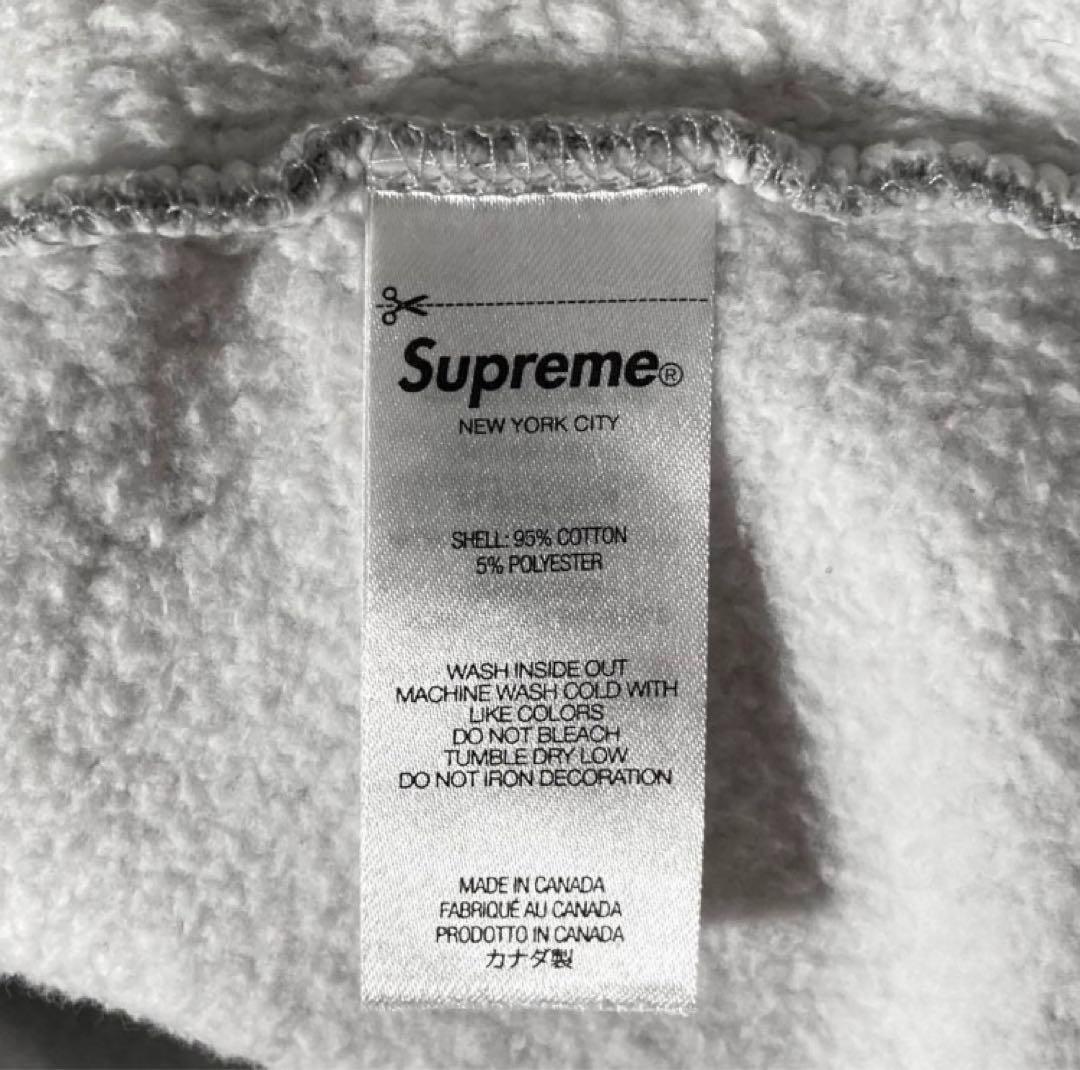 Supreme®
NEW YORK CITY
SHELL: 95% COTTON
5% POLYESTER
WASH INSIDE OUT
MACHINE WASH COLD WITH
LIKE COLORS
DO NOT BLEACH
TUMBLE DRY LOW
DO NOT IRON DECORATION
MADE IN CANADA
FABRIQUÉ AU CANADA
PRODOTTO IN CANADA
カナダ製